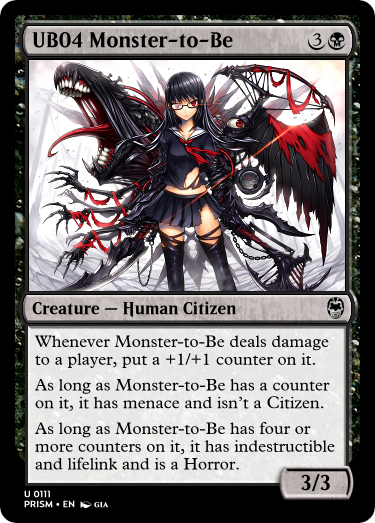 UB04 Monster-to-Be 3
Creature — Human Citizen
Whenever Monster-to-Be deals damage
to a player, put a +1/+1 counter on it.
As long as Monster-to-Be has a counter
on it, it has menace and isn't a Citizen.
As long as Monster-to-Be has four or
more counters on it, it has indestructible
and lifelink and is a Horror.
3/3
U 0111
PRISM • EN GIA